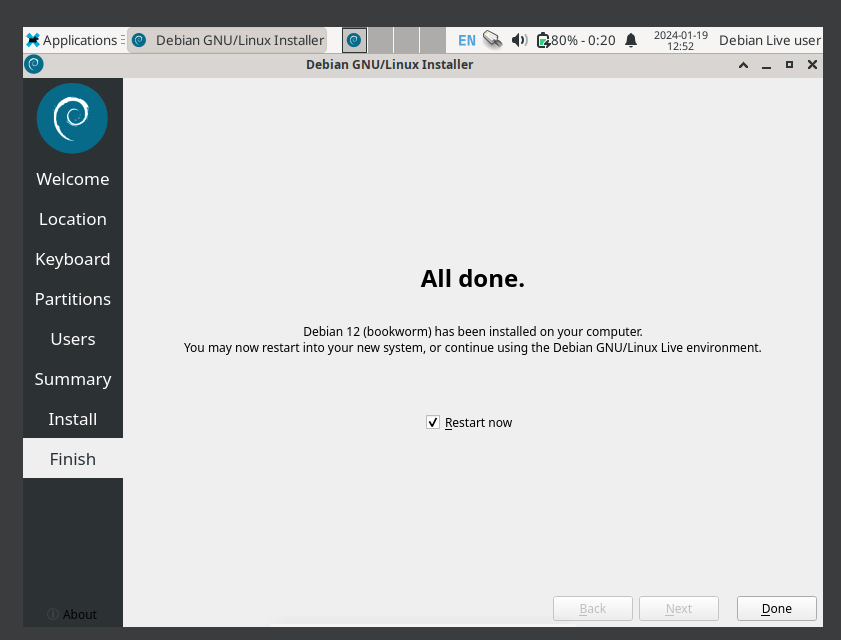 Applications Debian GNU/Linux Installer EN 80% - 0:20 2024-01-19 Debian Live user
12:52
Debian GNU/Linux Installer
Welcome
Location
Keyboard
Partitions
Users
Summary
Install
Finish
All done.
Debian 12 (bookworm) has been installed on your computer.
You may now restart into your new system, or continue using the Debian GNU/Linux Live environment.
Restart now
About
Back Next Done